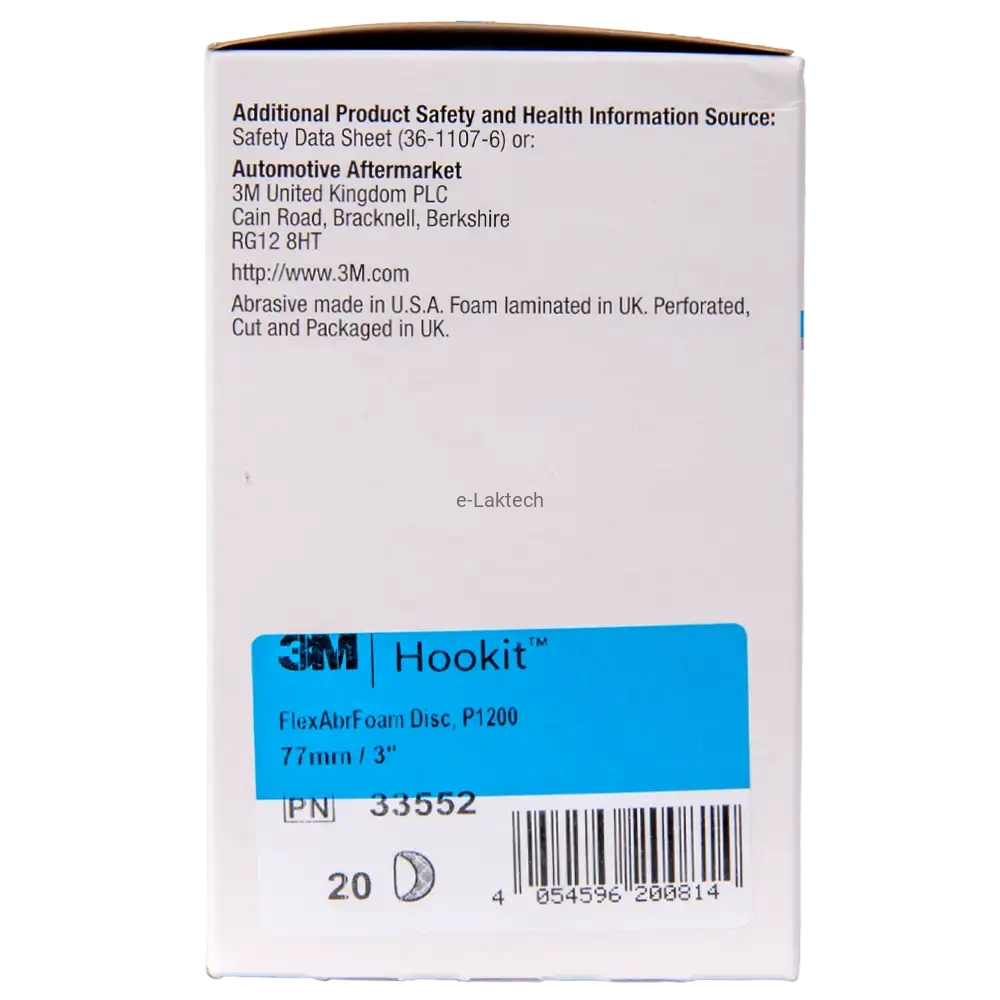 Additional Product Safety and Health Information Source:
Safety Data Sheet (36-1107-6) or:
Automotive Aftermarket
3M United Kingdom PLC
Cain Road, Bracknell, Berkshire
RG12 8HT
http://www.3M.com
Abrasive made in U.S.A. Foam laminated in UK. Perforated,
Cut and Packaged in UK.
e-Laktech
3M | Hookit™
FlexAbrFoam Disc, P1200
77mm / 3"
PN 33552
20
4 054596 200814